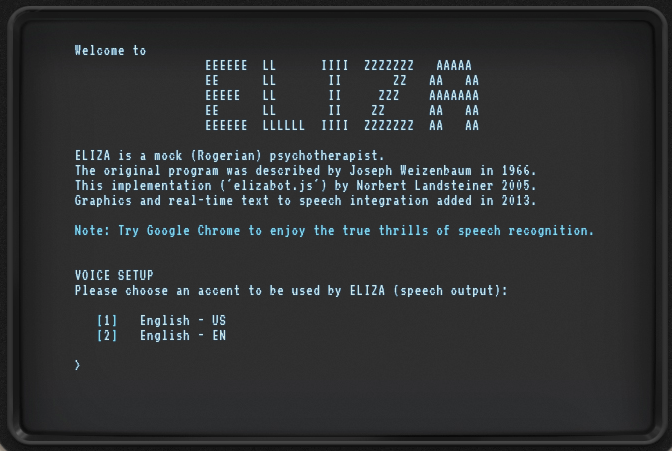 Welcome to
EEEEEE  LL      IIII  ZZZZZZZ   AAAAA
EE      LL       II       ZZ   AA   AA
EEEEE   LL       II     ZZZ    AAAAAAA
EE      LL       II    ZZ      AA   AA
EEEEEE  LLLLLL  IIII  ZZZZZZZ  AA   AA
ELIZA is a mock (Rogerian) psychotherapist.
The original program was described by Joseph Weizenbaum in 1966.
This implementation (´elizabot.js´) by Norbert Landsteiner 2005.
Graphics and real-time text to speech integration added in 2013.
Note: Try Google Chrome to enjoy the true thrills of speech recognition.
VOICE SETUP
Please choose an accent to be used by ELIZA (speech output):
[1]   English - US
[2]   English - EN
>